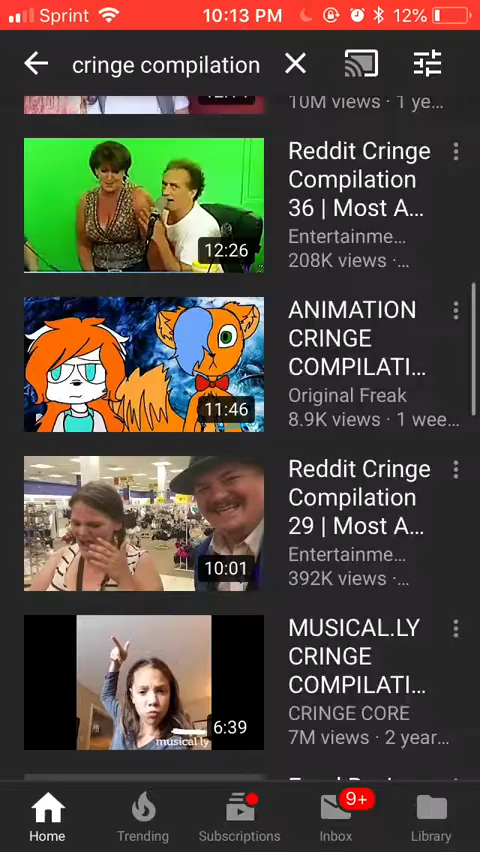 Sprint 10:13 PM 12%
cringe compilation
10M views · 1 ye...
Reddit Cringe
Compilation
36 | Most A...
Entertainme...
208K views ·...
12:26
ANIMATION
CRINGE
COMPILATI...
Original Freak
8.9K views · 1 wee...
11:46
Reddit Cringe
Compilation
29 | Most A...
Entertainme...
392K views ·...
10:01
MUSICAL.LY
CRINGE
COMPILATI...
CRINGE CORE
7M views · 2 year...
6:39
musical.ly
9+
Home Trending Subscriptions Inbox Library